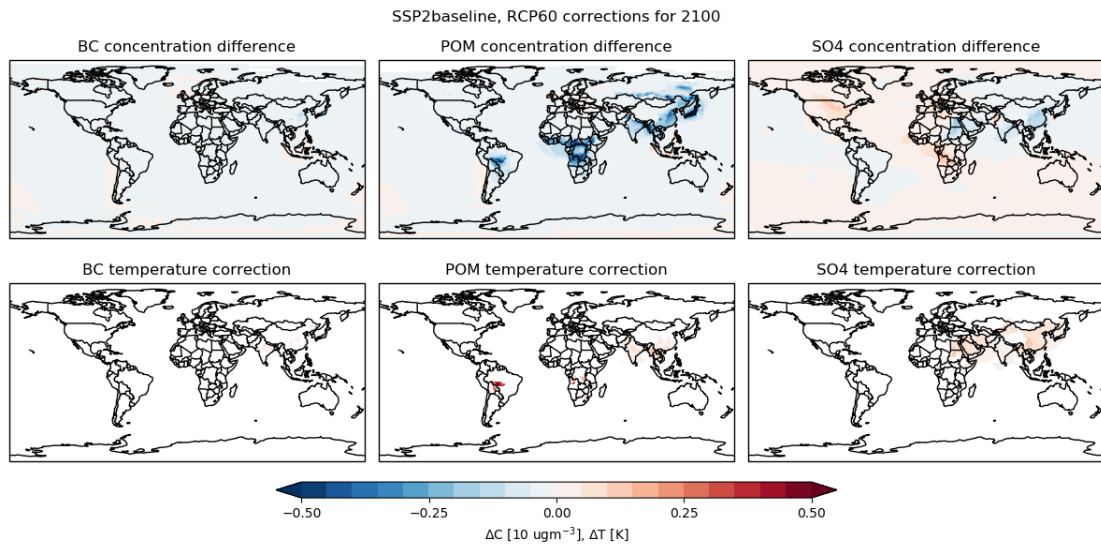 SSP2baseline, RCP60 corrections for 2100
BC concentration difference
POM concentration difference
SO4 concentration difference
BC temperature correction
POM temperature correction
SO4 temperature correction
−0.50 −0.25 0.00 0.25 0.50
ΔC [10 ugm⁻³], ΔT [K]